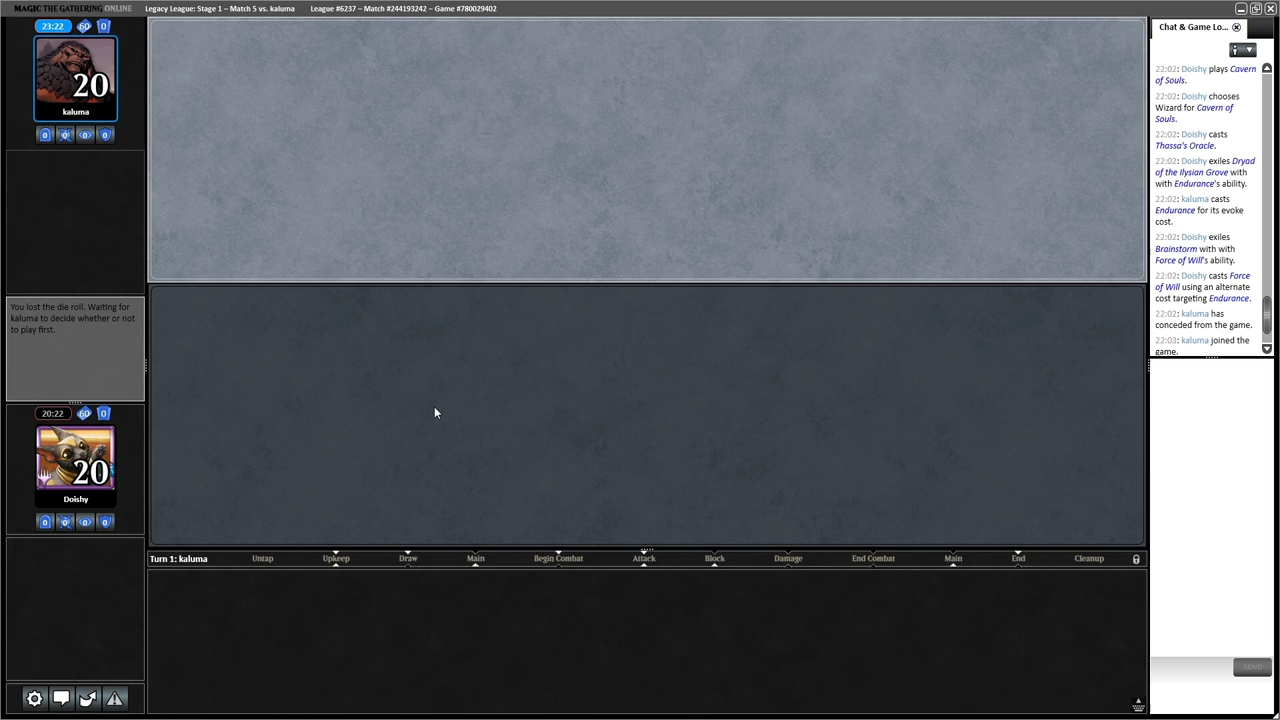 MAGIC THE GATHERING ONLINE Legacy League: Stage 1 – Match 5 vs. kaluma League #6237 – Match #244193242 – Game #780029402
23:22 60 0
20
kaluma
0 0 0 0
You lost the die roll. Waiting for
kaluma to decide whether or not
to play first.
20:22 60 0
20
Doishy
0 0 0 0
Turn 1: kaluma Untap Upkeep Draw Main Begin Combat Attack Block Damage End Combat Main End Cleanup
Chat & Game Lo...
22:02: Doishy plays Cavern
of Souls.
22:02: Doishy chooses
Wizard for Cavern of
Souls.
22:02: Doishy casts
Thassa's Oracle.
22:02: Doishy exiles Dryad
of the Ilysian Grove with
with Endurance's ability.
22:02: kaluma casts
Endurance for its evoke
cost.
22:02: Doishy exiles
Brainstorm with with
Force of Will's ability.
22:02: Doishy casts Force
of Will using an alternate
cost targeting Endurance.
22:02: kaluma has
conceded from the game.
22:03: kaluma joined the
game.
SEND